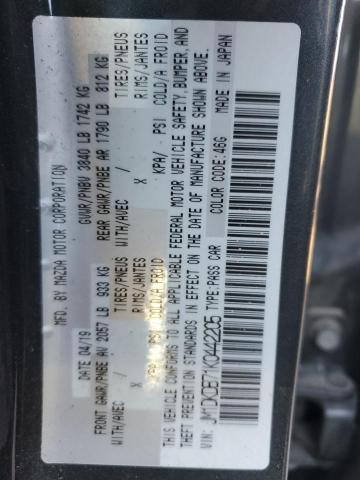 MFD. BY MAZDA MOTOR CORPORATION
DATE: 04/19 GVWR/PNBV 3840 LB 1742 KG
FRONT GAWR/PNBE AV 2057 LB 933 KG REAR GAWR/PNBE AR 1790 LB 812 KG
WITH/AVEC / TIRES/PNEUS WITH/AVEC / TIRES/PNEUS
X RIMS/JANTES X RIMS/JANTES
KPA/ PSI COLD/A FROID KPA/ PSI COLD/A FROID
THIS VEHICLE CONFORMS TO ALL APPLICABLE FEDERAL MOTOR VEHICLE SAFETY, BUMPER, AND
THEFT PREVENTION STANDARDS IN EFFECT ON THE DATE OF MANUFACTURE SHOWN ABOVE.
JM1DKDB71K0442205 TYPE: PASS CAR COLOR CODE: 46G MADE IN JAPAN
VIN: